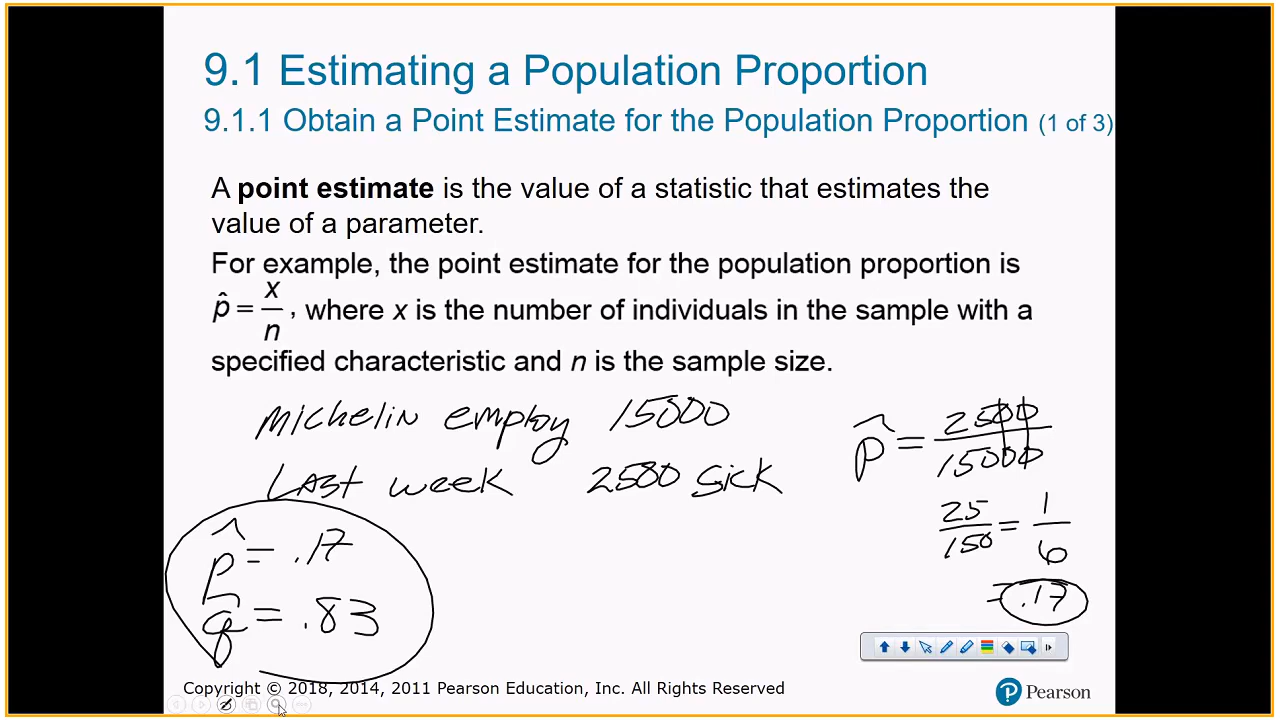 9.1 Estimating a Population Proportion
9.1.1 Obtain a Point Estimate for the Population Proportion (1 of 3)
A point estimate is the value of a statistic that estimates the
value of a parameter.
For example, the point estimate for the population proportion is
p̂ = x/n, where x is the number of individuals in the sample with a
specified characteristic and n is the sample size.
Michelin employ 15000
Last week 2500 sick
p̂ = 2500/15000
25/150 = 1/6
= .17
p̂ = .17
q̂ = .83
Copyright © 2018, 2014, 2011 Pearson Education, Inc. All Rights Reserved
Pearson